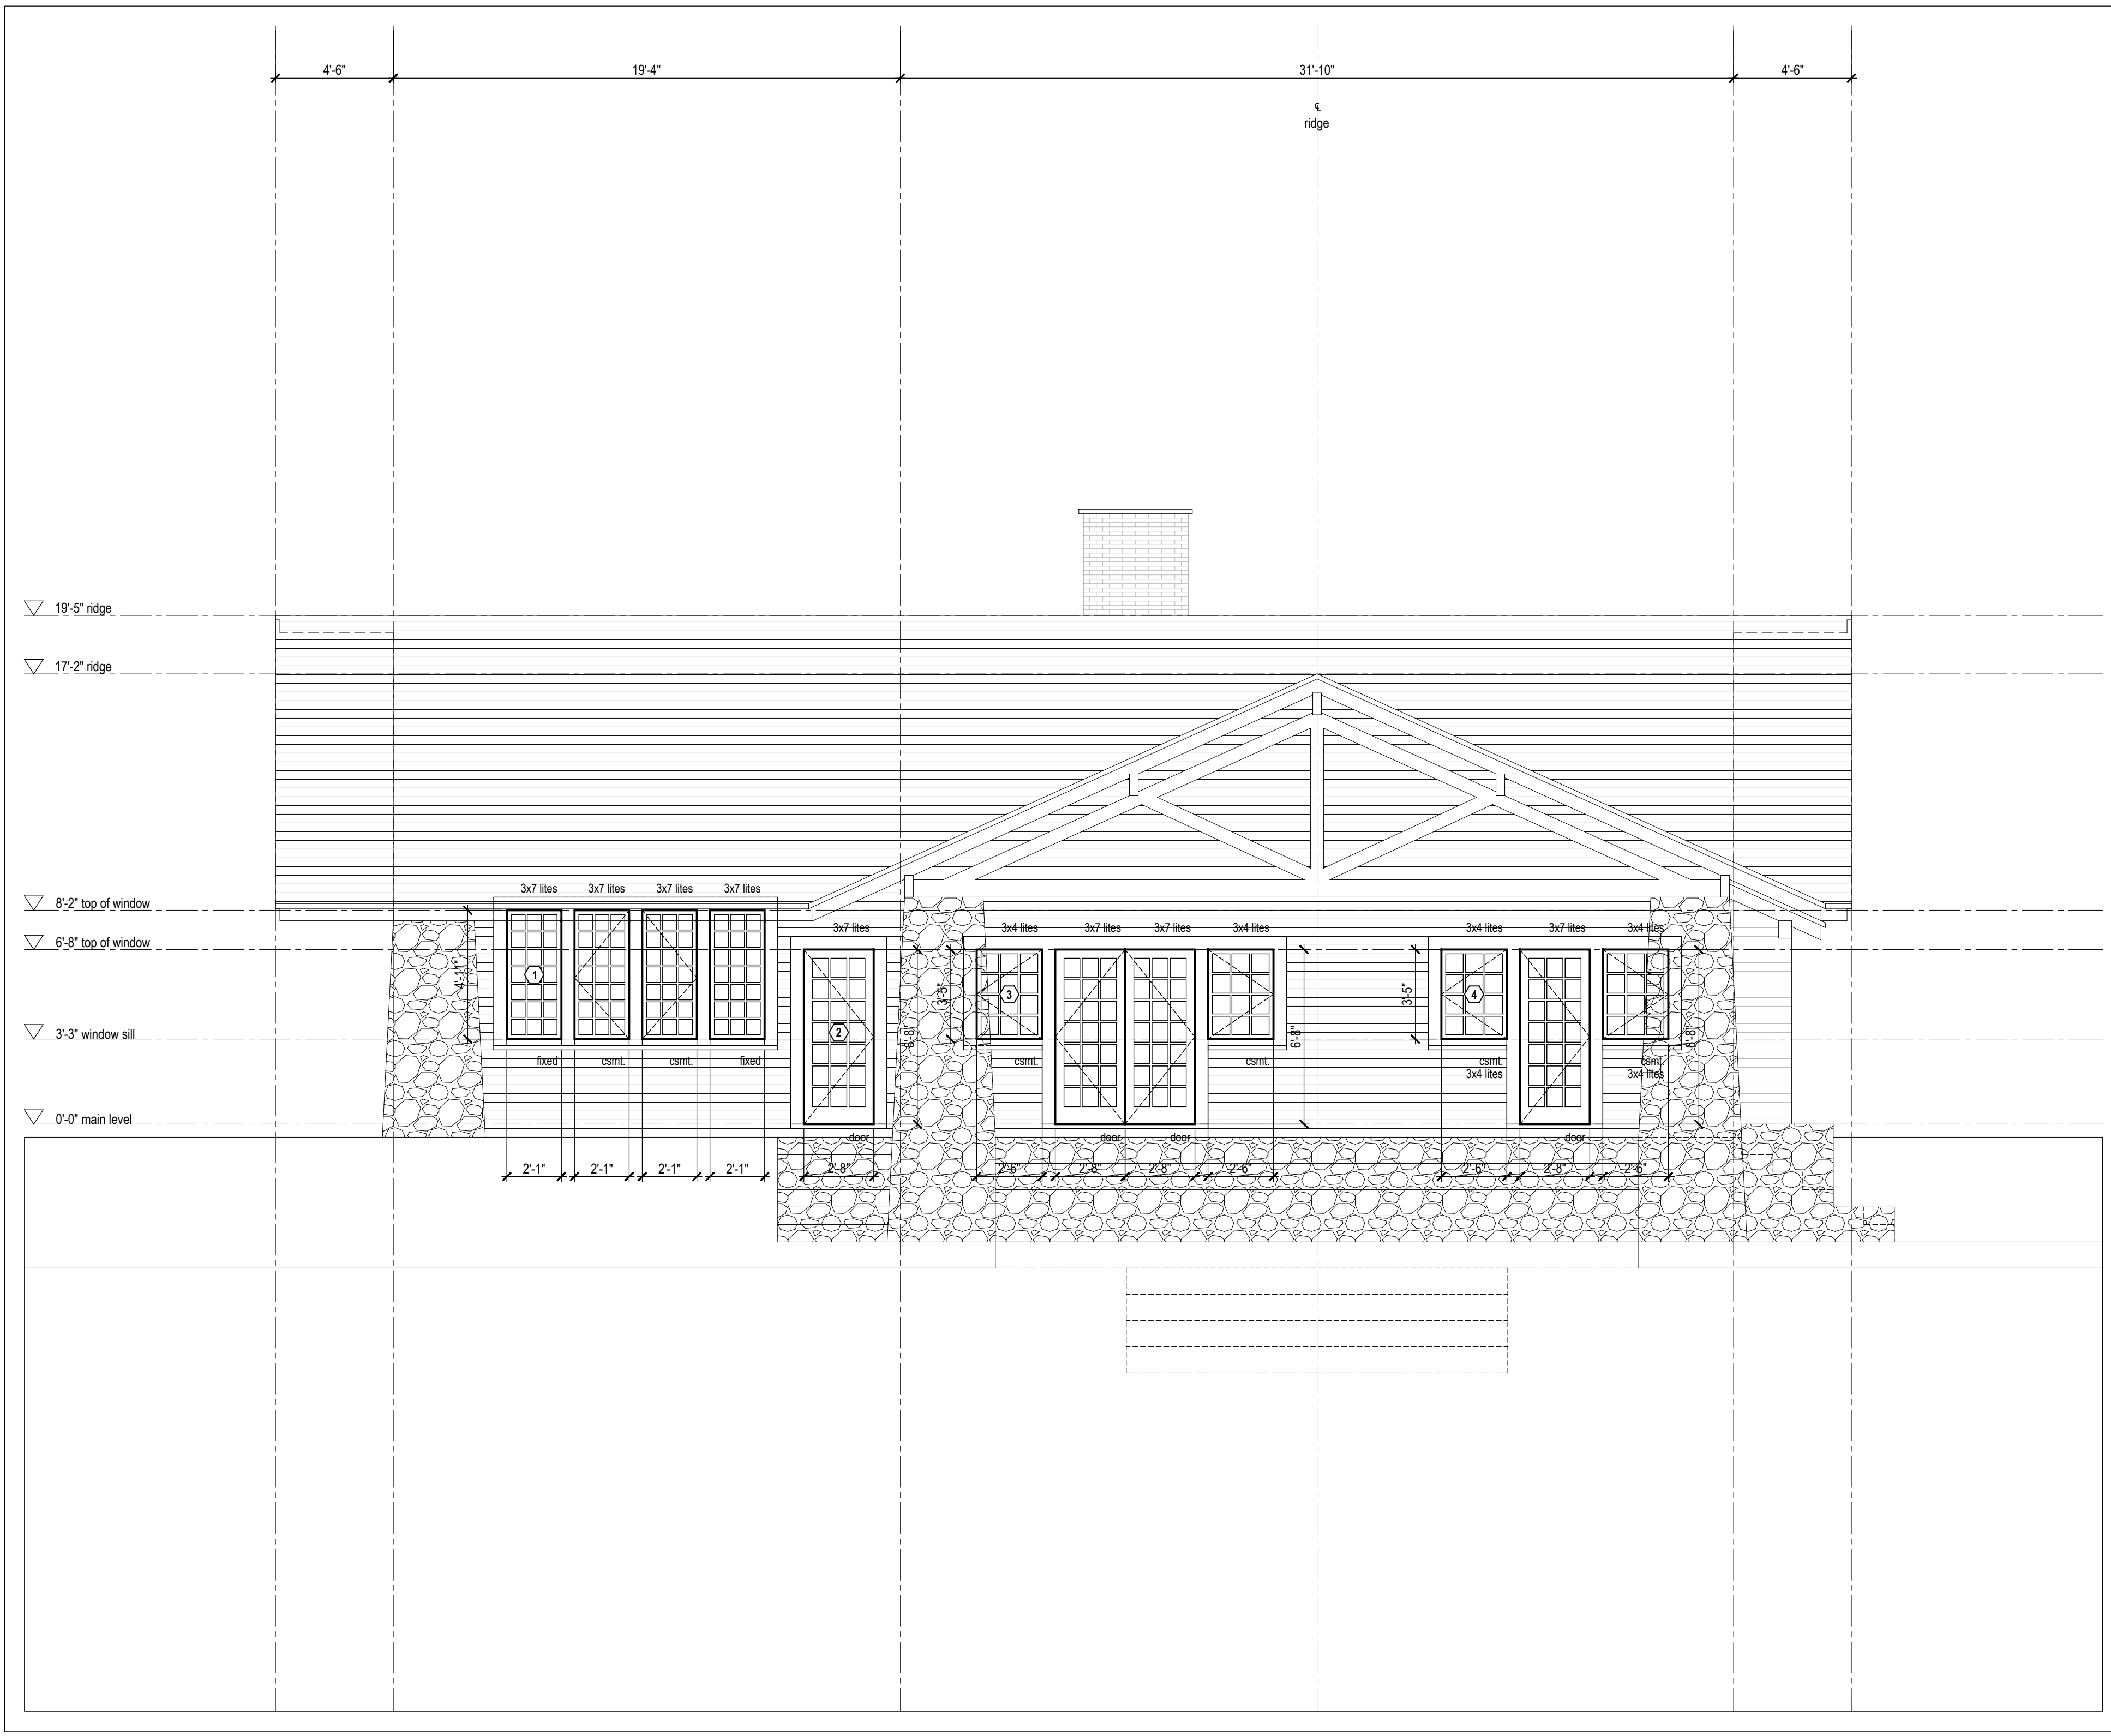 4'-6" 19'-4" 31'-10" 4'-6"
℄
ridge
19'-5" ridge
17'-2" ridge
3x7 lites 3x7 lites 3x7 lites 3x7 lites
8'-2" top of window
3x7 lites 3x4 lites 3x7 lites 3x7 lites 3x4 lites 3x4 lites 3x7 lites 3x4 lites
6'-8" top of window
4'-11" 1 3'-5" 3 3'-5" 4
3'-3" window sill
2 6'-8" 6'-8" 6'-8"
fixed csmt. csmt. fixed csmt. csmt. csmt. csmt.
3x4 lites 3x4 lites
0'-0" main level
door door door door
2'-1" 2'-1" 2'-1" 2'-1" 2'-8" 2'-6" 2'-8" 2'-8" 2'-6" 2'-6" 2'-8" 2'-6"